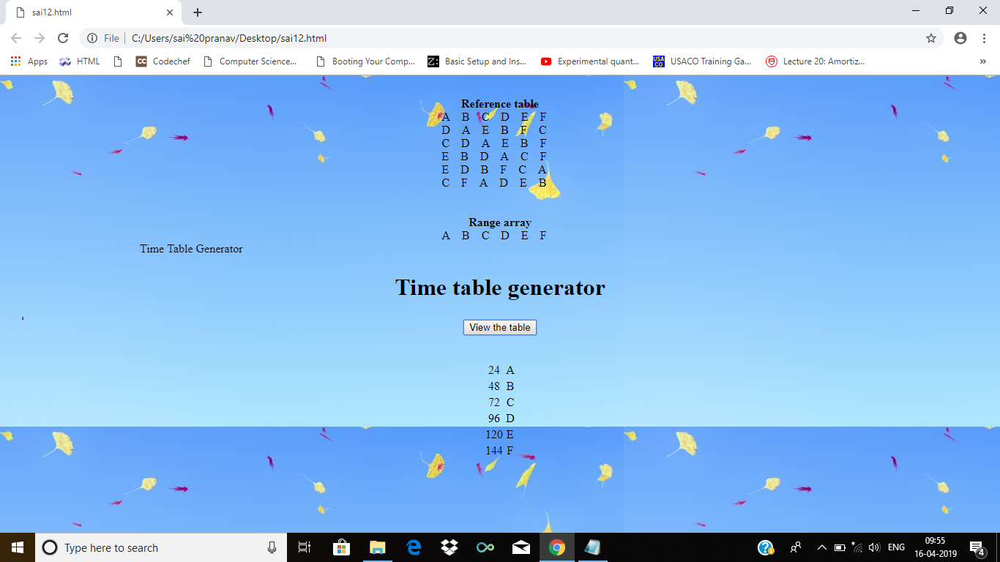 sai12.html
File C:/Users/sai%20pranav/Desktop/sai12.html
Apps HTML Codechef Computer Science... Booting Your Comp... Basic Setup and Ins... Experimental quant... USACO Training Ga... Lecture 20: Amortiz... »
Reference table
A B C D E F
D A E B F C
C D A E B F
E B D A C F
E D B F C A
C F A D E B
Range array
A B C D E F
Time Table Generator
Time table generator
'
View the table
24 A
48 B
72 C
96 D
120 E
144 F
Type here to search
ENG
09:55
16-04-2019
4